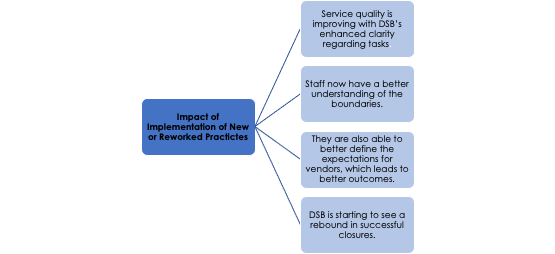 Impact of
Implementation of New
or Reworked Practictes
Service quality is
improving with DSB's
enhanced clarity
regarding tasks
Staff now have a better
understanding of the
boundaries.
They are also able to
better define the
expectations for
vendors, which leads to
better outcomes.
DSB is starting to see a
rebound in successful
closures.